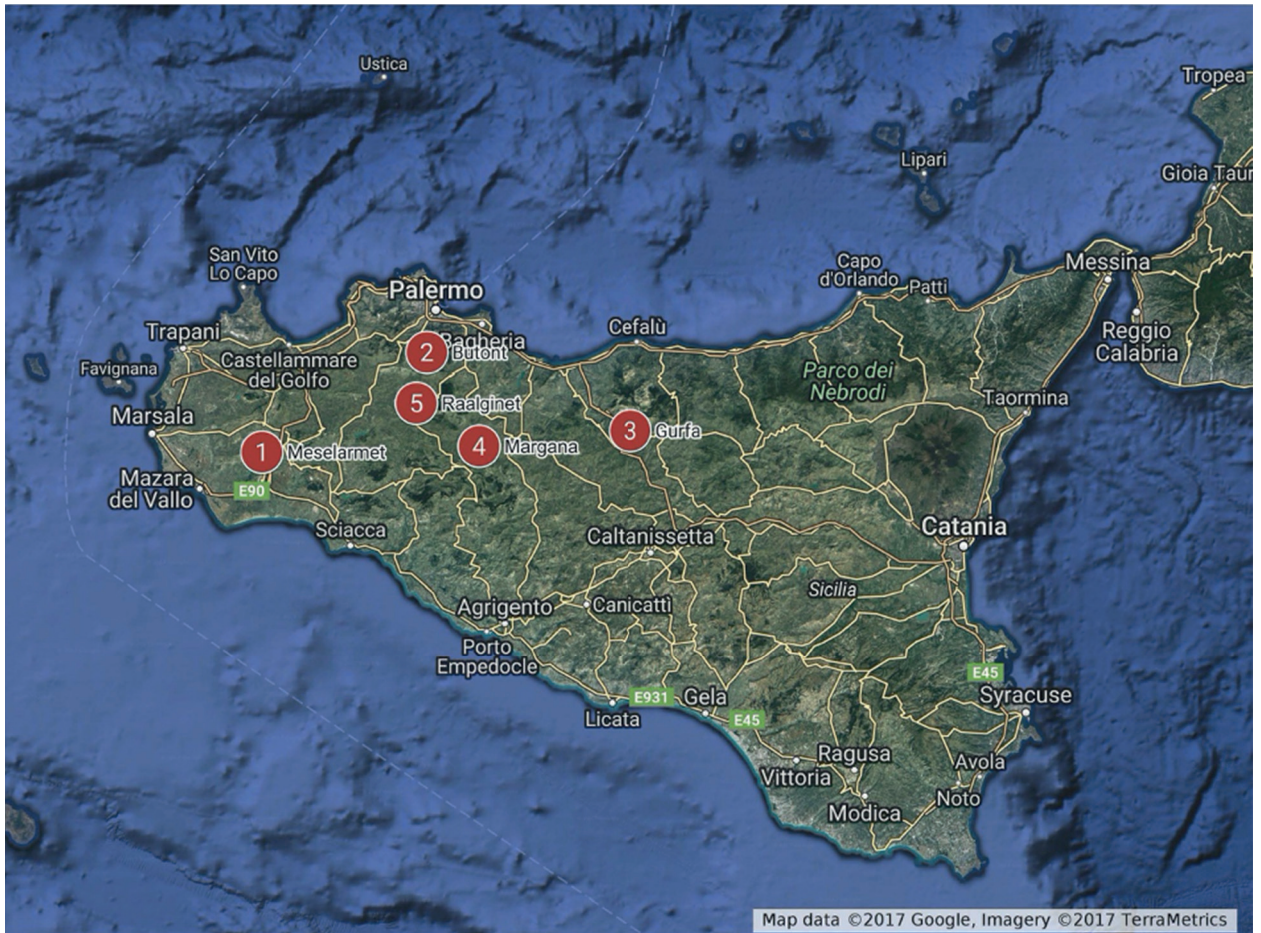 Ustica
Tropea
Lipari
Gioia Taur
San Vito
Lo Capo
Palermo
Capo
d'Orlando
Patti
Messina
Trapani
Bagheria
Cefalù
Reggio
Calabria
2 Butont
Castellammare
del Golfo
Favignana
Parco dei
Nebrodi
Taormina
5 Raalginet
Marsala
3 Gurfa
1 Meselarmet
4 Margana
Mazara
del Vallo
E90
Sciacca
Caltanissetta
Catania
Sicilia
Agrigento
Canicattì
Porto
Empedocle
E45
E931
Gela
Syracuse
Licata
E45
Ragusa
Vittoria
Avola
Noto
Modica
Map data ©2017 Google, Imagery ©2017 TerraMetrics